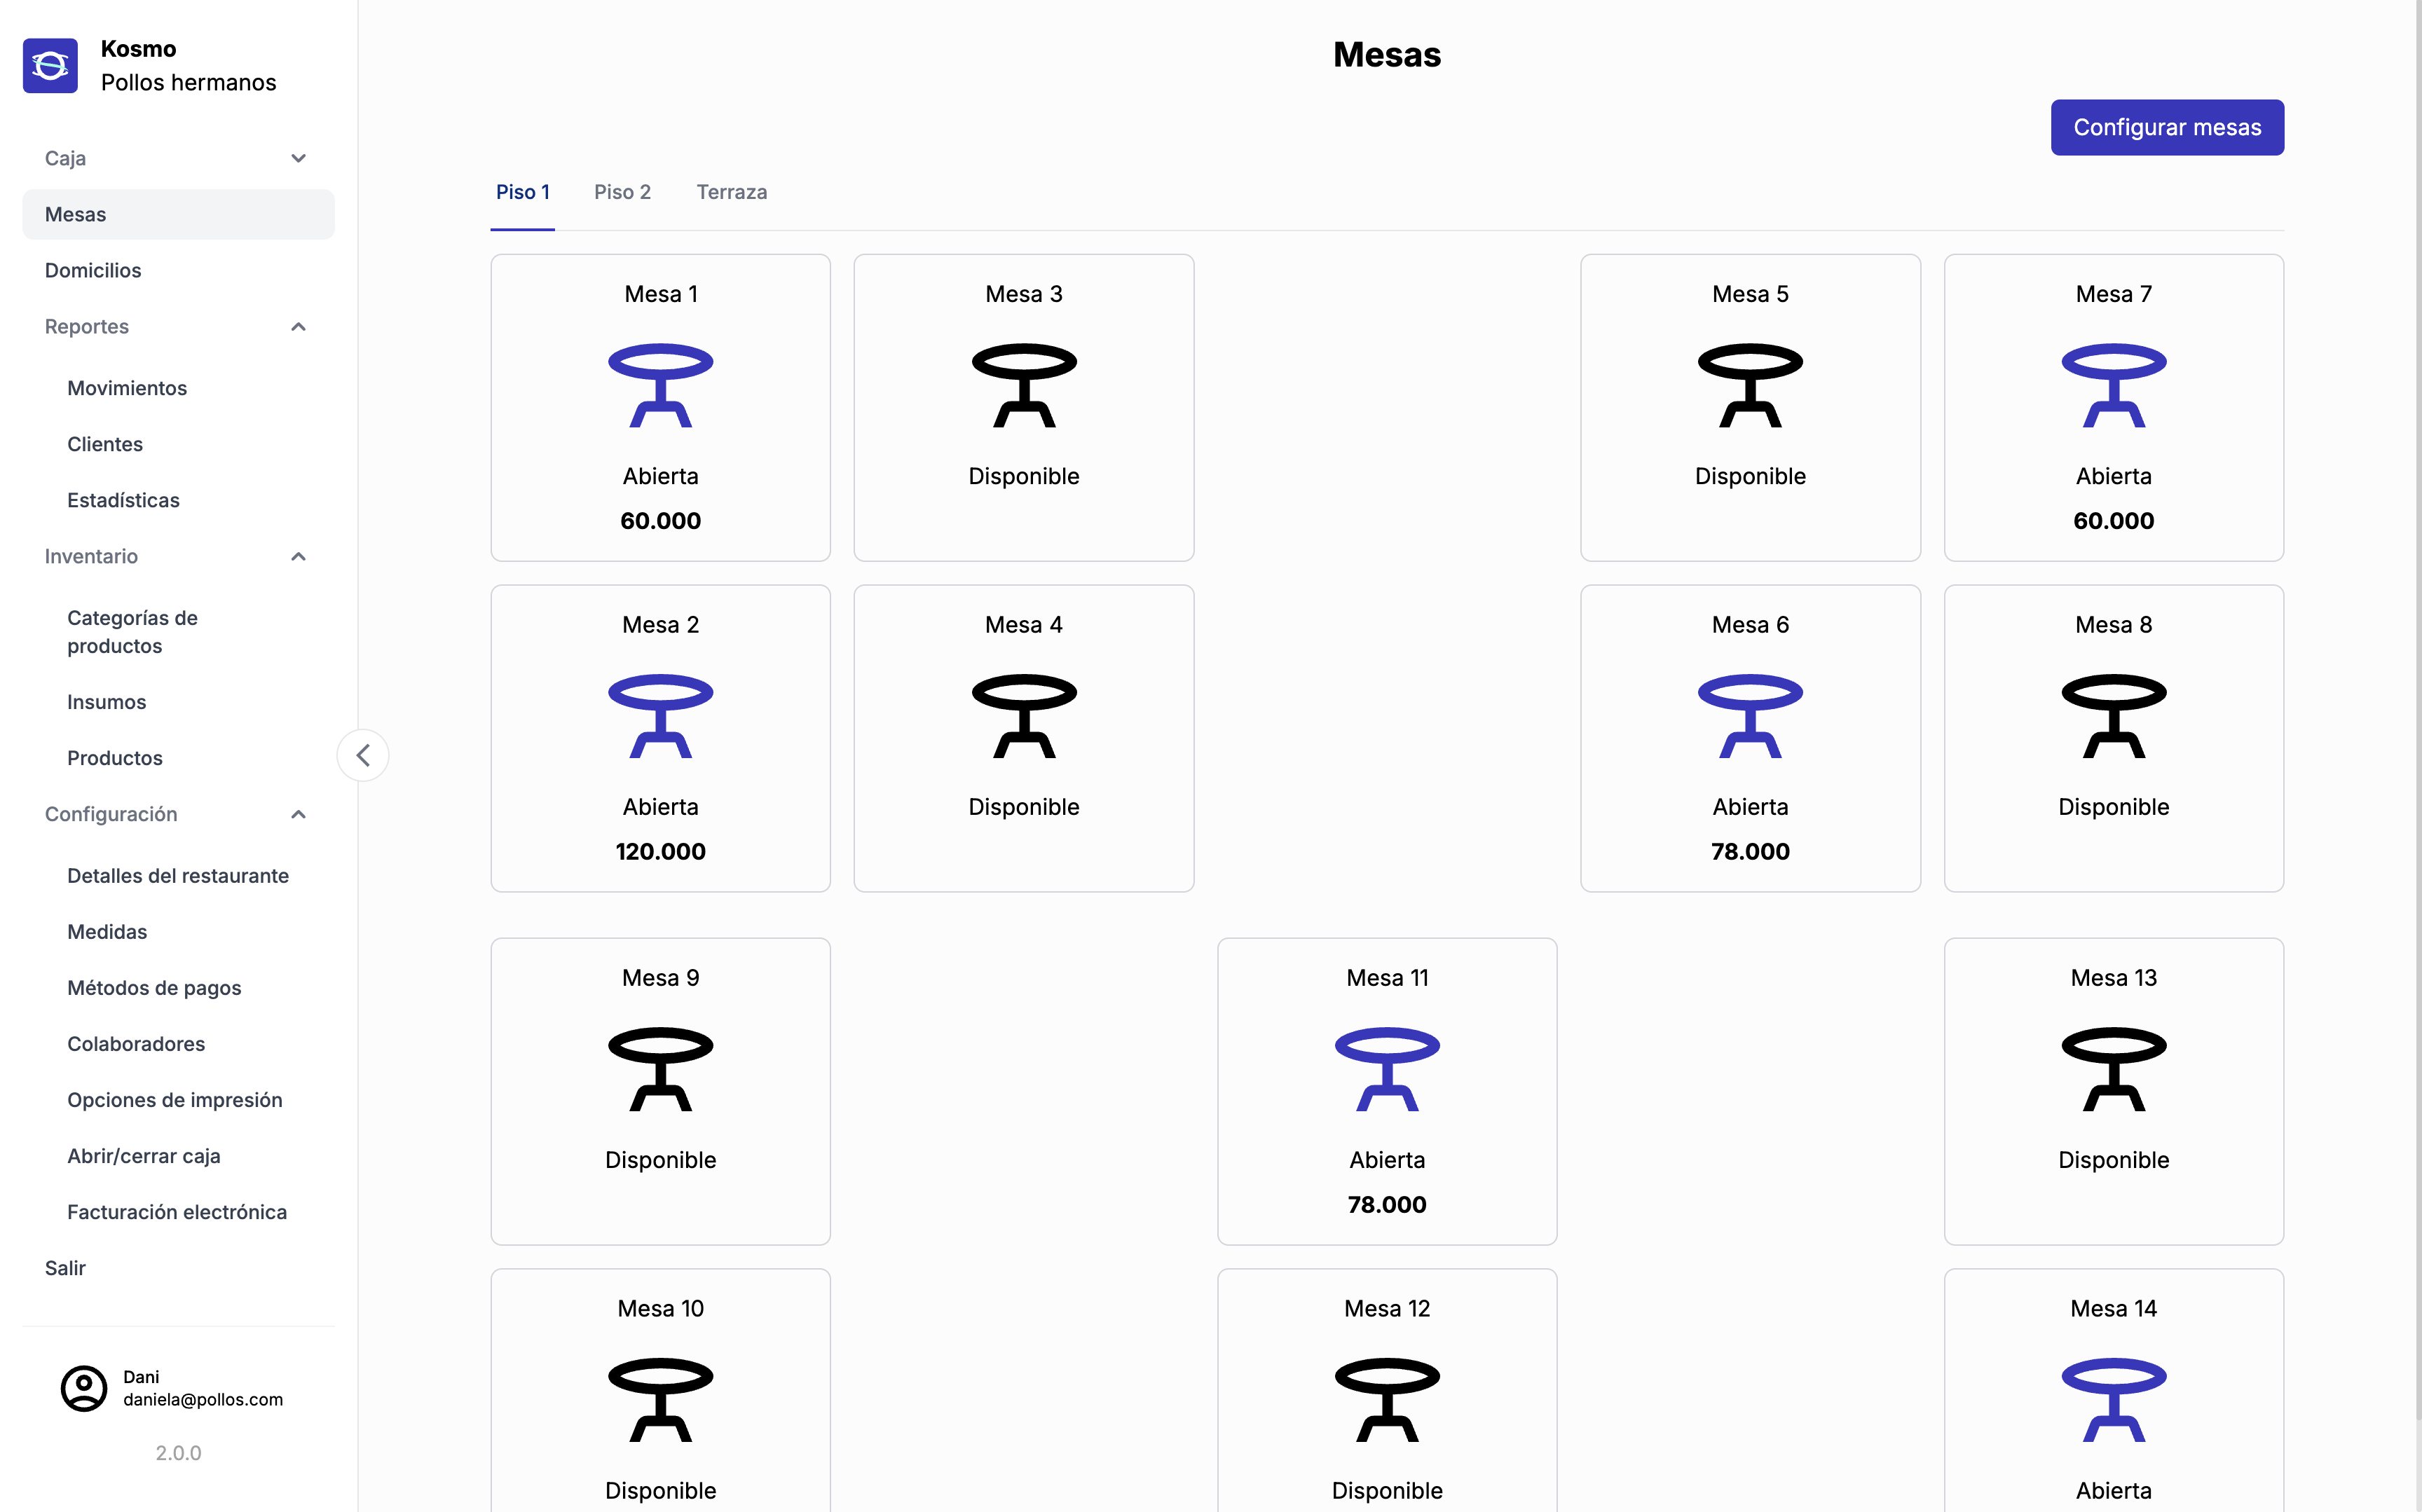 Kosmo
Pollos hermanos
Caja
Mesas
Domicilios
Reportes
Movimientos
Clientes
Estadísticas
Inventario
Categorías de
productos
Insumos
Productos
Configuración
Detalles del restaurante
Medidas
Métodos de pagos
Colaboradores
Opciones de impresión
Abrir/cerrar caja
Facturación electrónica
Salir
Dani
daniela@pollos.com
2.0.0
Mesas
Configurar mesas
Piso 1
Piso 2
Terraza
Mesa 1
Abierta
60.000
Mesa 3
Disponible
Mesa 5
Disponible
Mesa 7
Abierta
60.000
Mesa 2
Abierta
120.000
Mesa 4
Disponible
Mesa 6
Abierta
78.000
Mesa 8
Disponible
Mesa 9
Disponible
Mesa 11
Abierta
78.000
Mesa 13
Disponible
Mesa 10
Disponible
Mesa 12
Disponible
Mesa 14
Abierta